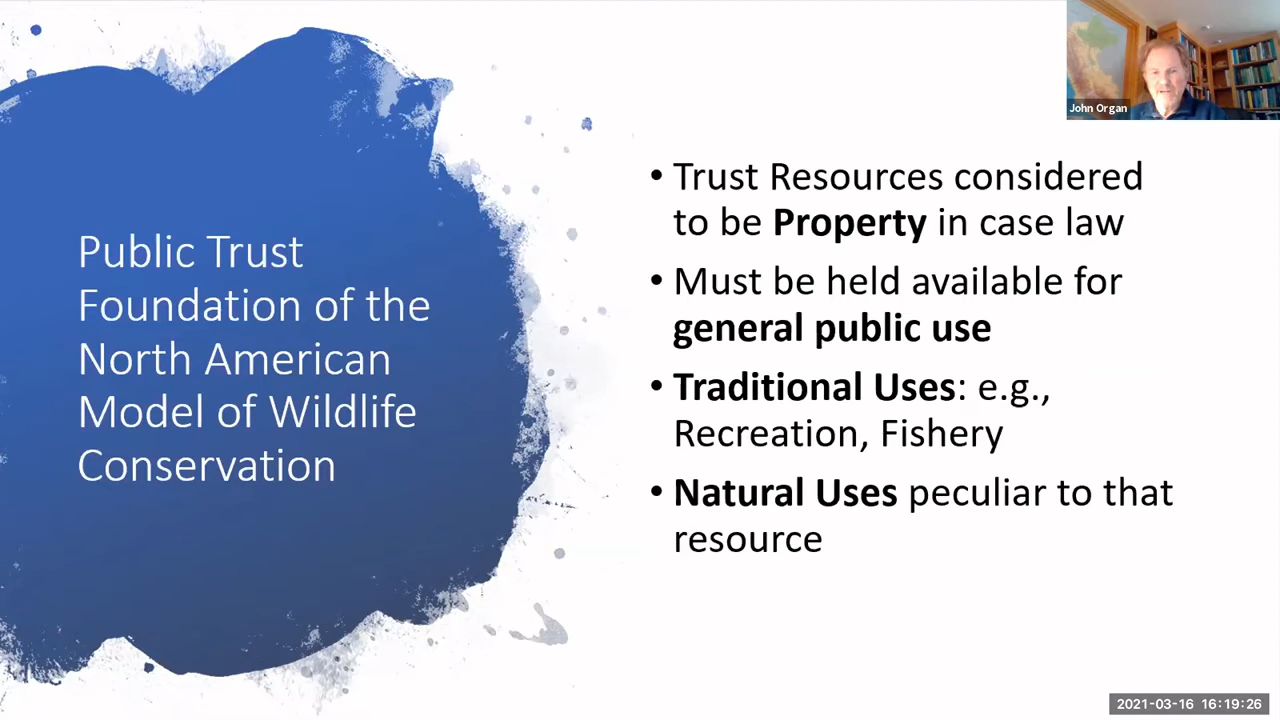 John Organ
Public Trust
Foundation of the
North American
Model of Wildlife
Conservation
• Trust Resources considered
to be Property in case law
• Must be held available for
general public use
• Traditional Uses: e.g.,
Recreation, Fishery
• Natural Uses peculiar to that
resource
2021-03-16 16:19:26